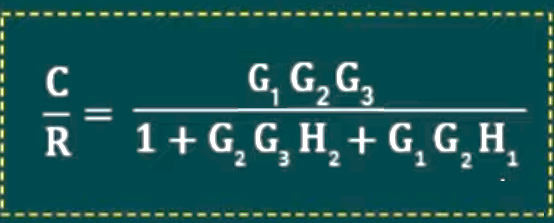 C/R = G₁ G₂ G₃ / 1 + G₂ G₃ H₂ + G₁ G₂ H₁